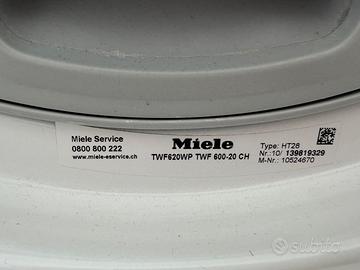 Miele Service
0800 800 222
www.miele-eservice.ch
Miele
TWF620WP TWF 600-20 CH
Type: HT28
Nr.:10/ 139819329
M-Nr.: 10524670
subito